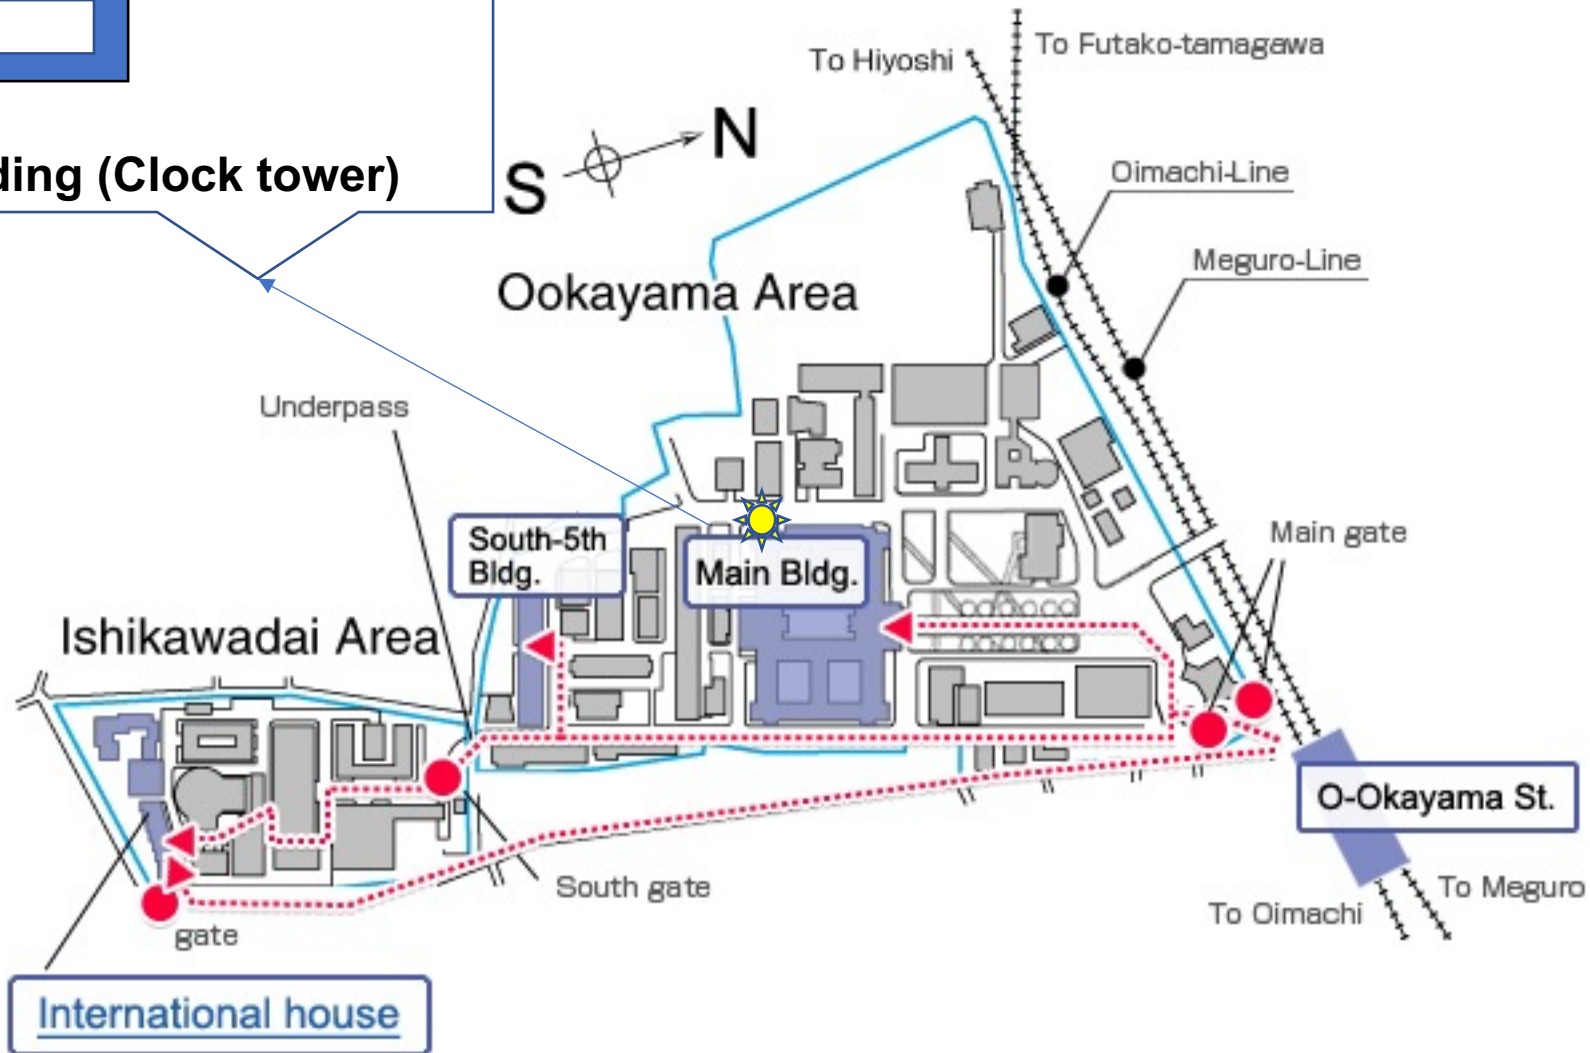 To Futako-tamagawa
To Hiyoshi
N
S
(Clock tower)
Oimachi-Line
Meguro-Line
Ookayama Area
Underpass
South-5th
Bldg.
Main Bldg.
Main gate
Ishikawadai Area
O-Okayama St.
South gate
To Meguro
To Oimachi
gate
International house